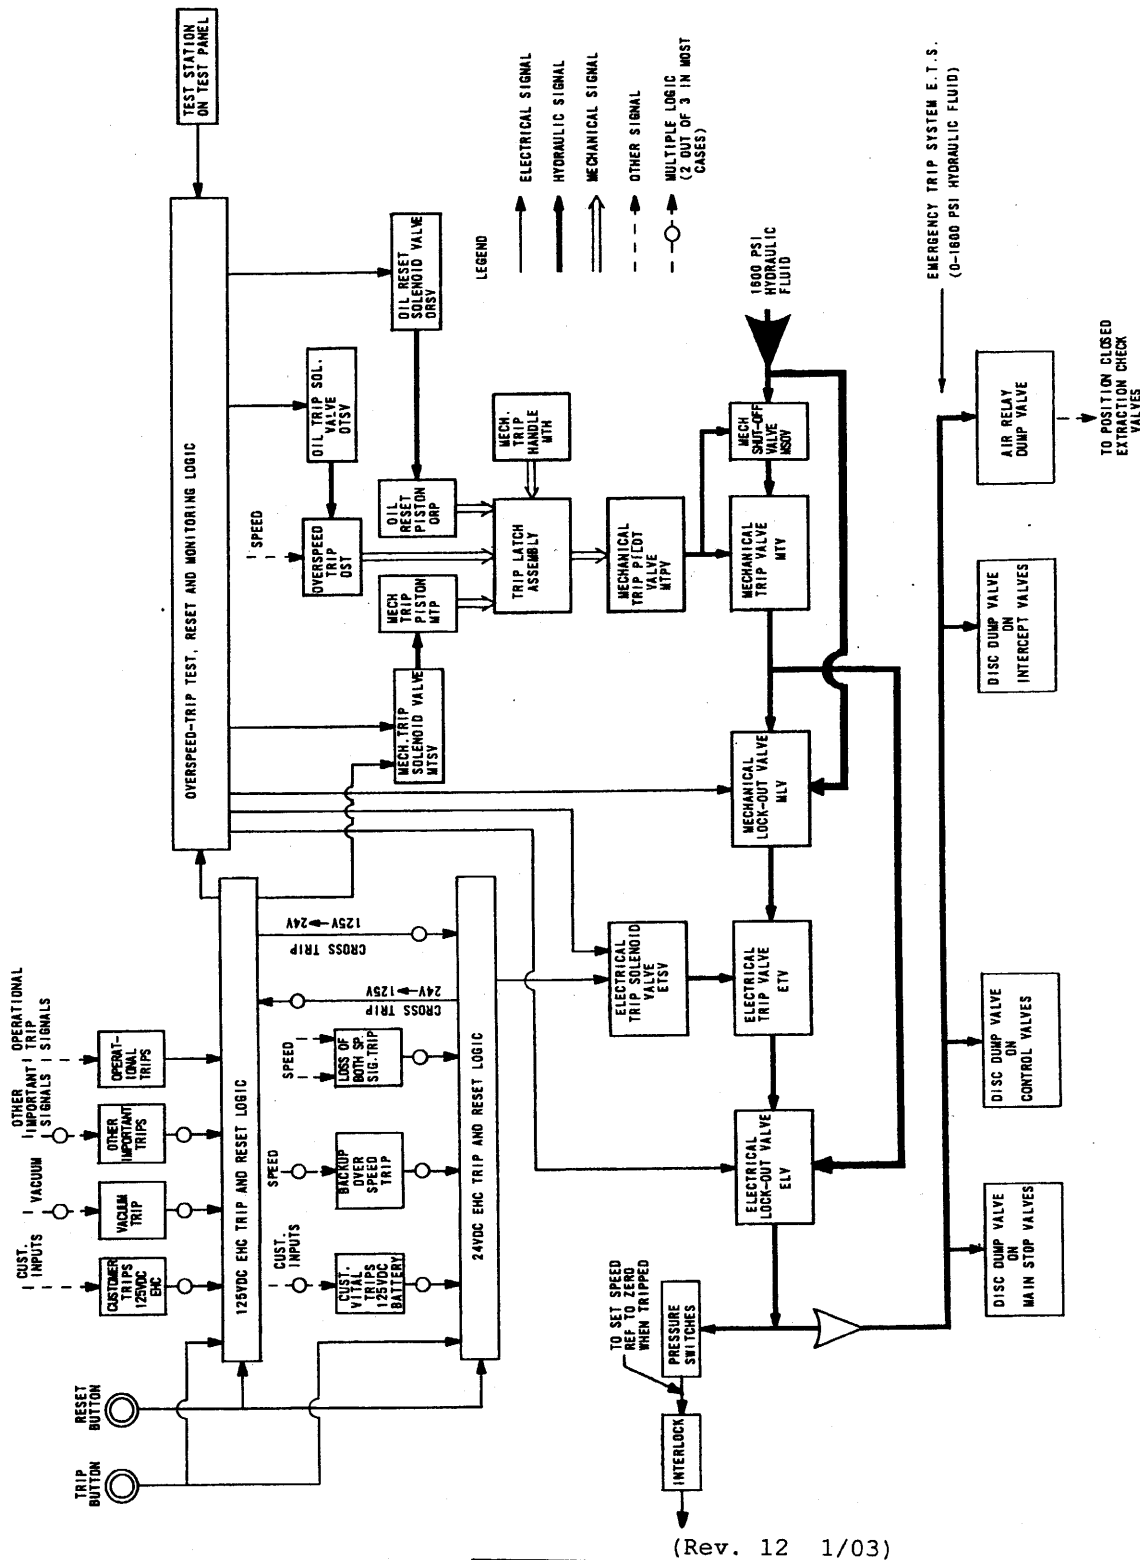 TEST STATION
ON TEST PANEL
OVERSPEED-TRIP TEST, RESET AND MONITORING LOGIC
OIL RESET
SOLENOID VALVE
ORSV
OIL TRIP SOL.
VALVE
OTSV
SPEED
OVERSPEED
TRIP
OST
OIL
RESET
PISTON
ORP
MECH
TRIP
PISTON
MTP
MECH. TRIP
SOLENOID VALVE
MTSV
MECH.
TRIP
HANDLE
MTH
TRIP LATCH
ASSEMBLY
MECHANICAL
TRIP PILOT
VALVE
MTPV
LEGEND
ELECTRICAL SIGNAL
HYDRAULIC SIGNAL
MECHANICAL SIGNAL
OTHER SIGNAL
MULTIPLE LOGIC
(2 OUT OF 3 IN MOST
CASES)
1600 PSI
HYDRAULIC
FLUID
MECH
SHUT-OFF
VALVE
MSOV
MECHANICAL
TRIP VALVE
MTV
MECHANICAL
LOCK-OUT VALVE
MLV
ELECTRICAL
TRIP SOLENOID
VALVE
ETSV
ELECTRICAL
TRIP VALVE
ETV
ELECTRICAL
LOCK-OUT VALVE
ELV
OPERATIONAL
TRIP
SIGNALS
OTHER
IMPORTANT
SIGNALS
VACUUM
CUST.
INPUTS
OPERAT-
IONAL
TRIPS
OTHER
IMPORTANT
TRIPS
VACUUM
TRIP
CUSTOMER
TRIPS
125VDC
EHC
125VDC EHC TRIP AND RESET LOGIC
CROSS TRIP
125V → 24V
CROSS TRIP
24V → 125V
SPEED
LOSS OF
BOTH SP.
SIG. TRIP
SPEED
BACKUP
OVER
SPEED
TRIP
CUST.
INPUTS
CUST.
VITAL
TRIPS
125VDC
BATTERY
24VDC EHC TRIP AND RESET LOGIC
RESET
BUTTON
TRIP
BUTTON
TO SET SPEED
REF TO ZERO
WHEN TRIPPED
PRESSURE
SWITCHES
INTERLOCK
EMERGENCY TRIP SYSTEM E.T.S.
(0-1600 PSI HYDRAULIC FLUID)
AIR RELAY
DUMP VALVE
TO POSITION CLOSED
EXTRACTION CHECK
VALVES
DISC DUMP VALVE
ON
INTERCEPT VALVES
DISC DUMP VALVE
ON
CONTROL VALVES
DISC DUMP VALVE
ON
MAIN STOP VALVES
(Rev. 12 1/03)